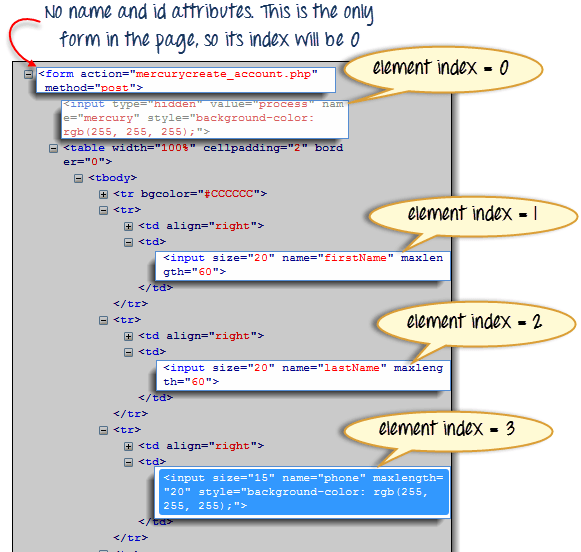 No name and id attributes. This is the only
form in the page, so its index will be 0
<form action="mercurycreate_account.php"
method="post">
element index = 0
<input type="hidden" value="process" nam
e="mercury" style="background-color:
rgb(255, 255, 255);">
<table width="100%" cellpadding="2" bord
er="0">
<tbody>
<tr bgcolor="#CCCCCC">
<tr>
element index = 1
<td align="right">
<td>
<input size="20" name="firstName" maxlen
gth="60">
</td>
</tr>
<tr>
element index = 2
<td align="right">
<td>
<input size="20" name="lastName" maxleng
th="60">
</td>
</tr>
<tr>
element index = 3
<td align="right">
<td>
<input size="15" name="phone" maxlength=
"20" style="background-color: rgb(255,
255, 255);">
</td>
</tr>